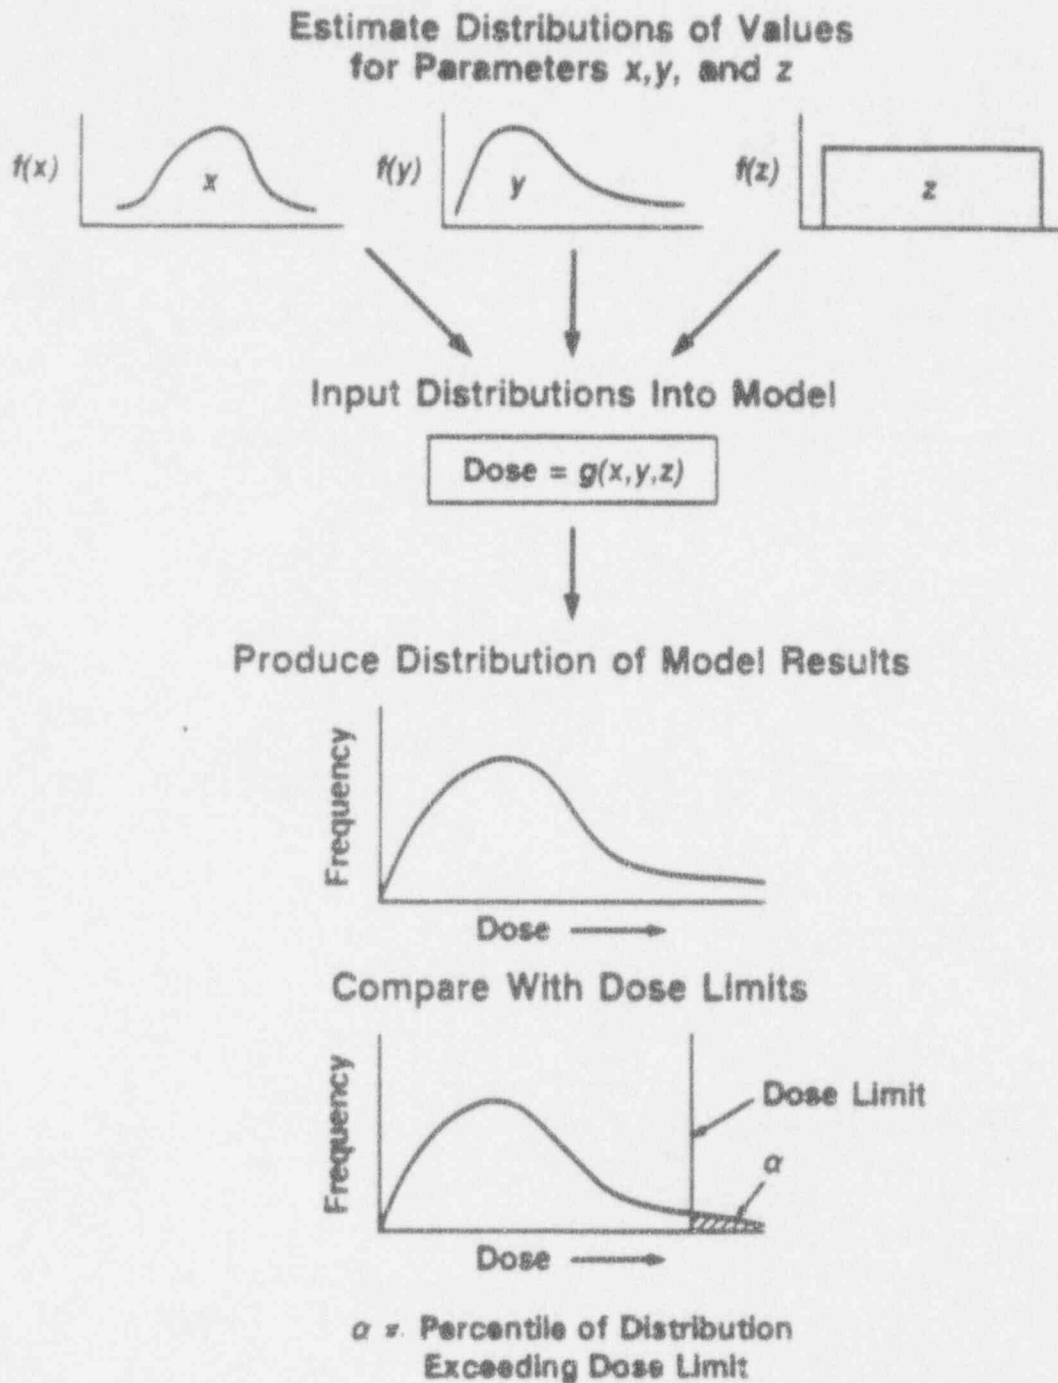 Estimate Distributions of Values
for Parameters x,y, and z
f(x)
x
f(y)
y
f(z)
z
Input Distributions Into Model
Dose = g(x,y,z)
Produce Distribution of Model Results
Frequency
Dose
Compare With Dose Limits
Frequency
Dose Limit
α
Dose
α = Percentile of Distribution
Exceeding Dose Limit